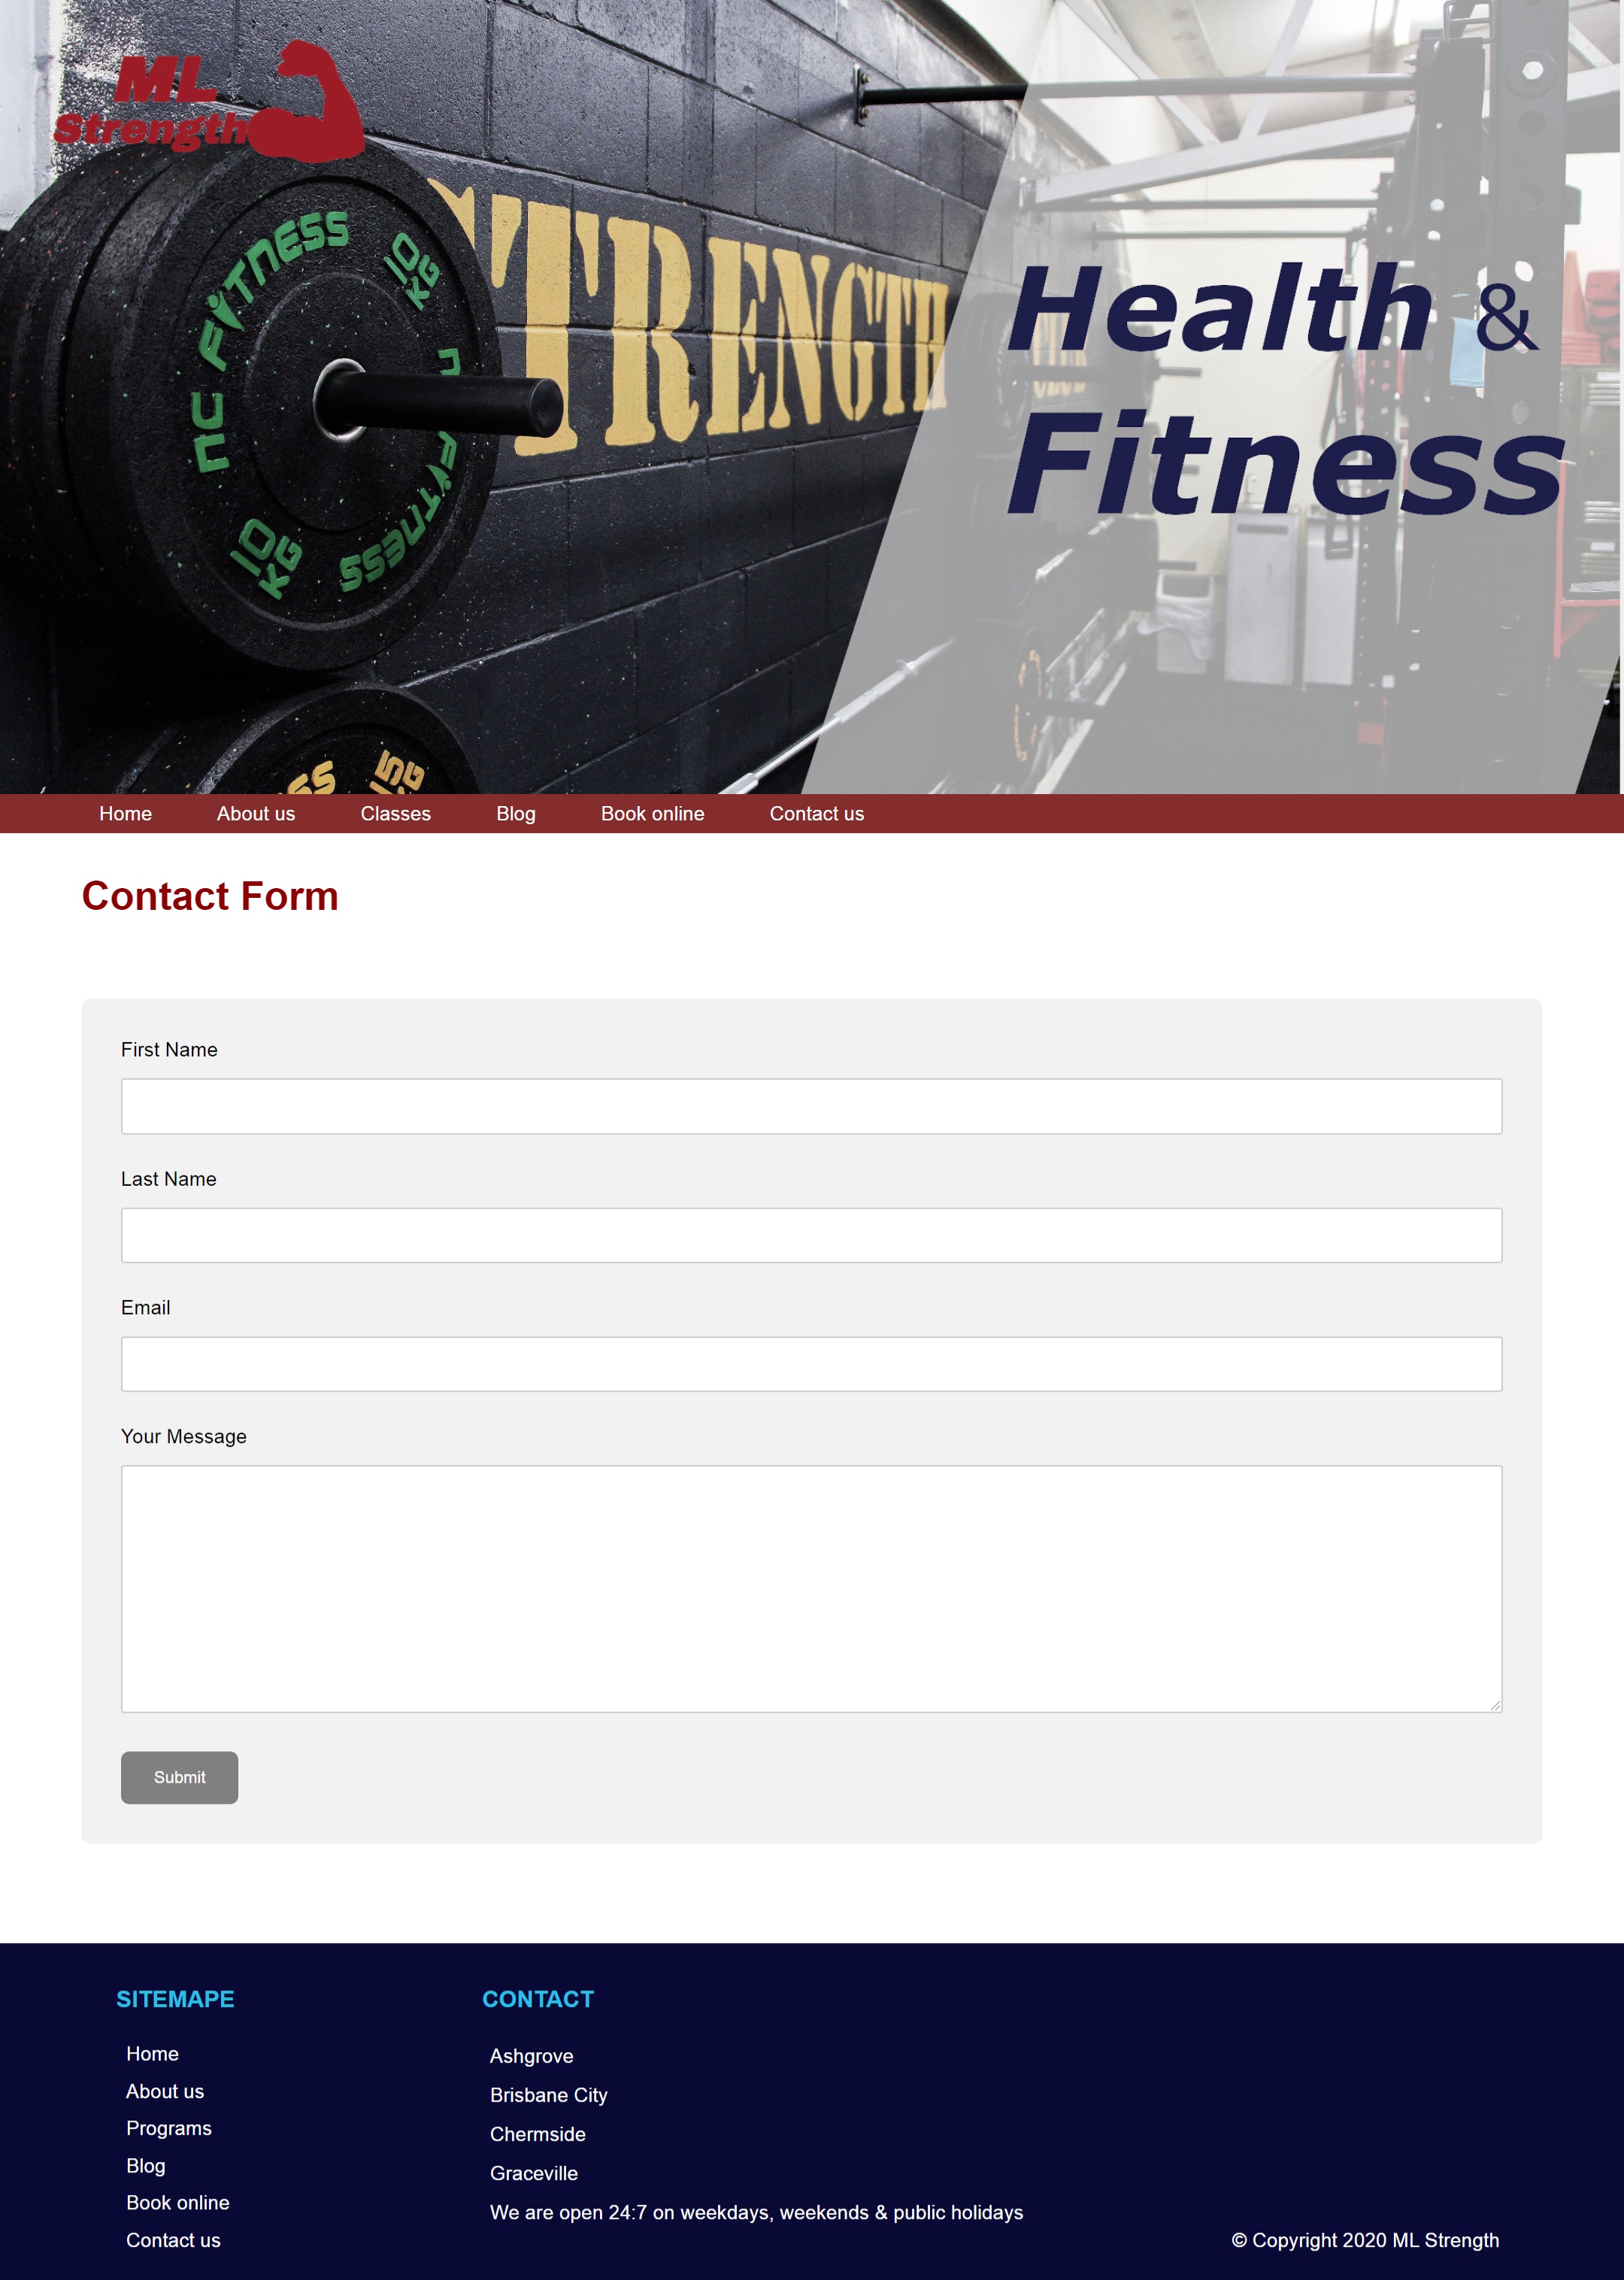 ML
Strength
NC FITNESS
10
KG
STRENGTH
Health &
Fitness
NC FITNESS
10
KG
15
Home About us Classes Blog Book online Contact us
Contact Form
First Name
Last Name
Email
Your Message
Submit
SITEMAPE
Home
About us
Programs
Blog
Book online
Contact us
CONTACT
Ashgrove
Brisbane City
Chermside
Graceville
We are open 24:7 on weekdays, weekends & public holidays
© Copyright 2020 ML Strength